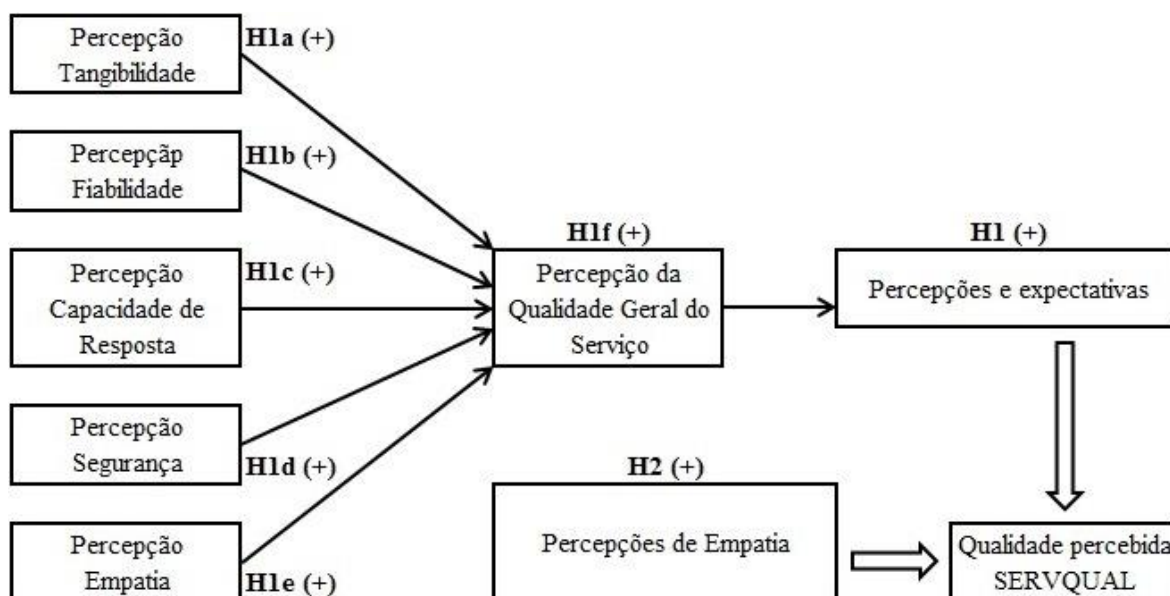 Percepção
Tangibilidade
H1a (+)
Percepçãp
Fiabilidade
H1b (+)
Percepção
Capacidade de
Resposta
H1c (+)
Percepção
Segurança
H1d (+)
Percepção
Empatia
H1e (+)
H1f (+)
Percepção da
Qualidade Geral do
Serviço
H1 (+)
Percepções e expectativas
H2 (+)
Percepções de Empatia
Qualidade percebida
SERVQUAL